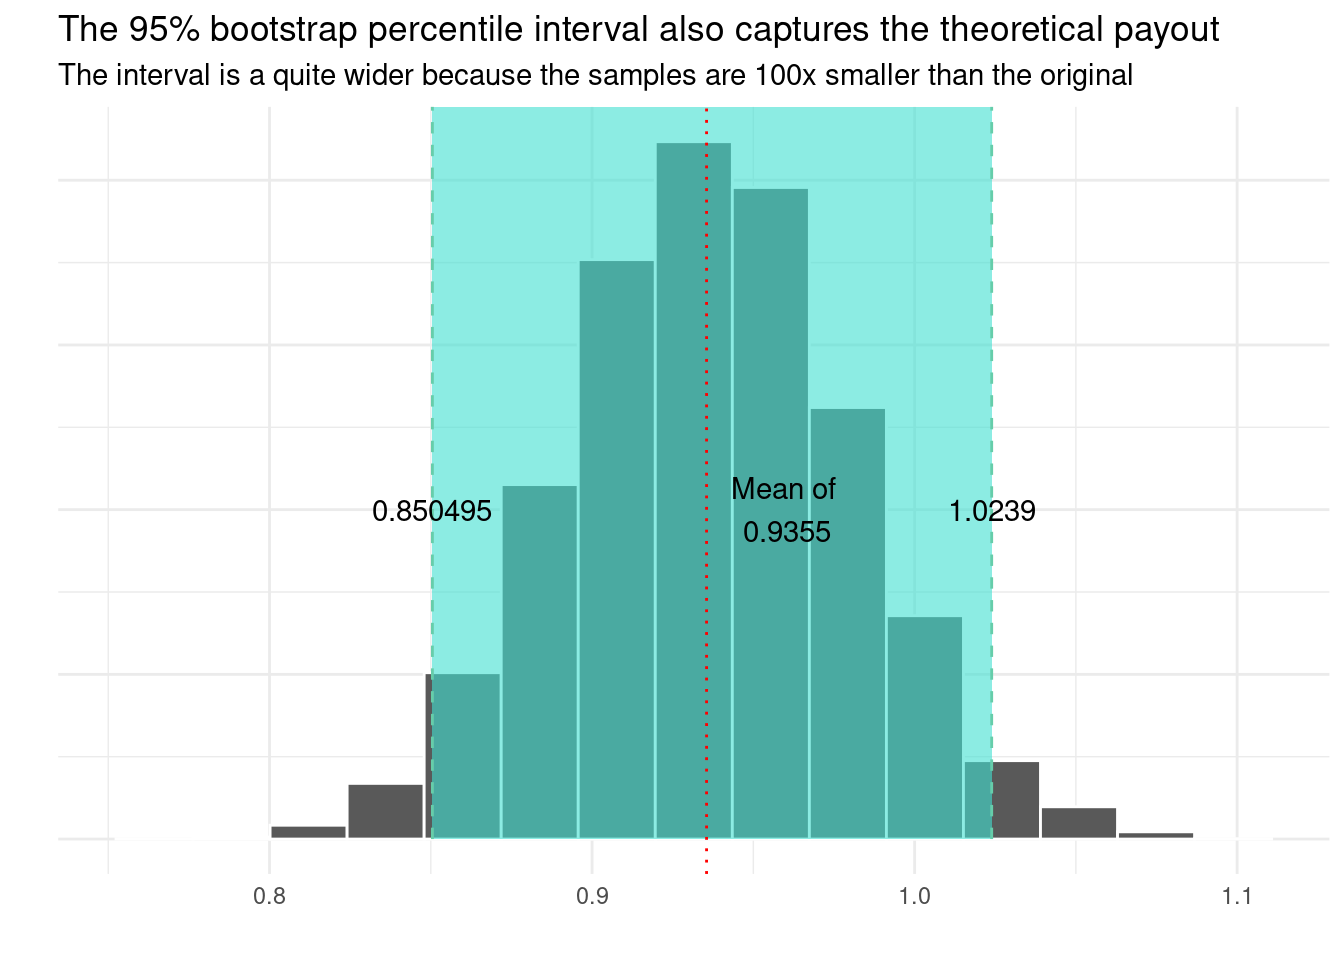 The 95% bootstrap percentile interval also captures the theoretical payout
The interval is a quite wider because the samples are 100x smaller than the original
Mean of
0.850495
1.0239
0.9355
0.8
0.9
1.0
1.1